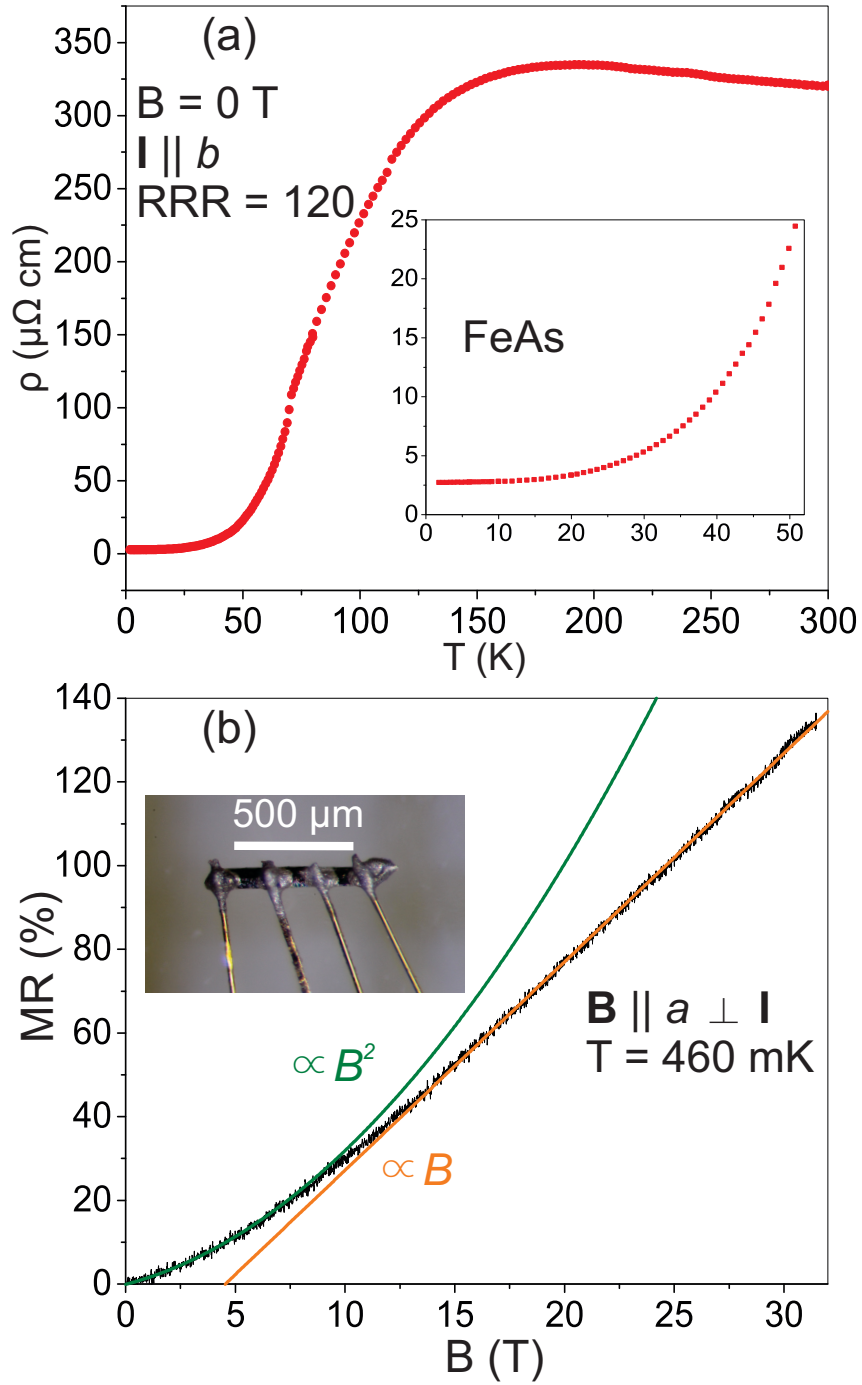 (a)
B = 0 T
I || b
RRR = 120
ρ (μΩ cm)
350
300
250
200
150
100
50
0
0 50 100 150 200 250 300
T (K)
FeAs
25
20
15
10
5
0
0 10 20 30 40 50
(b)
500 μm
MR (%)
140
120
100
80
60
40
20
0
∝ B²
∝ B
B || a ⊥ I
T = 460 mK
0 5 10 15 20 25 30
B (T)